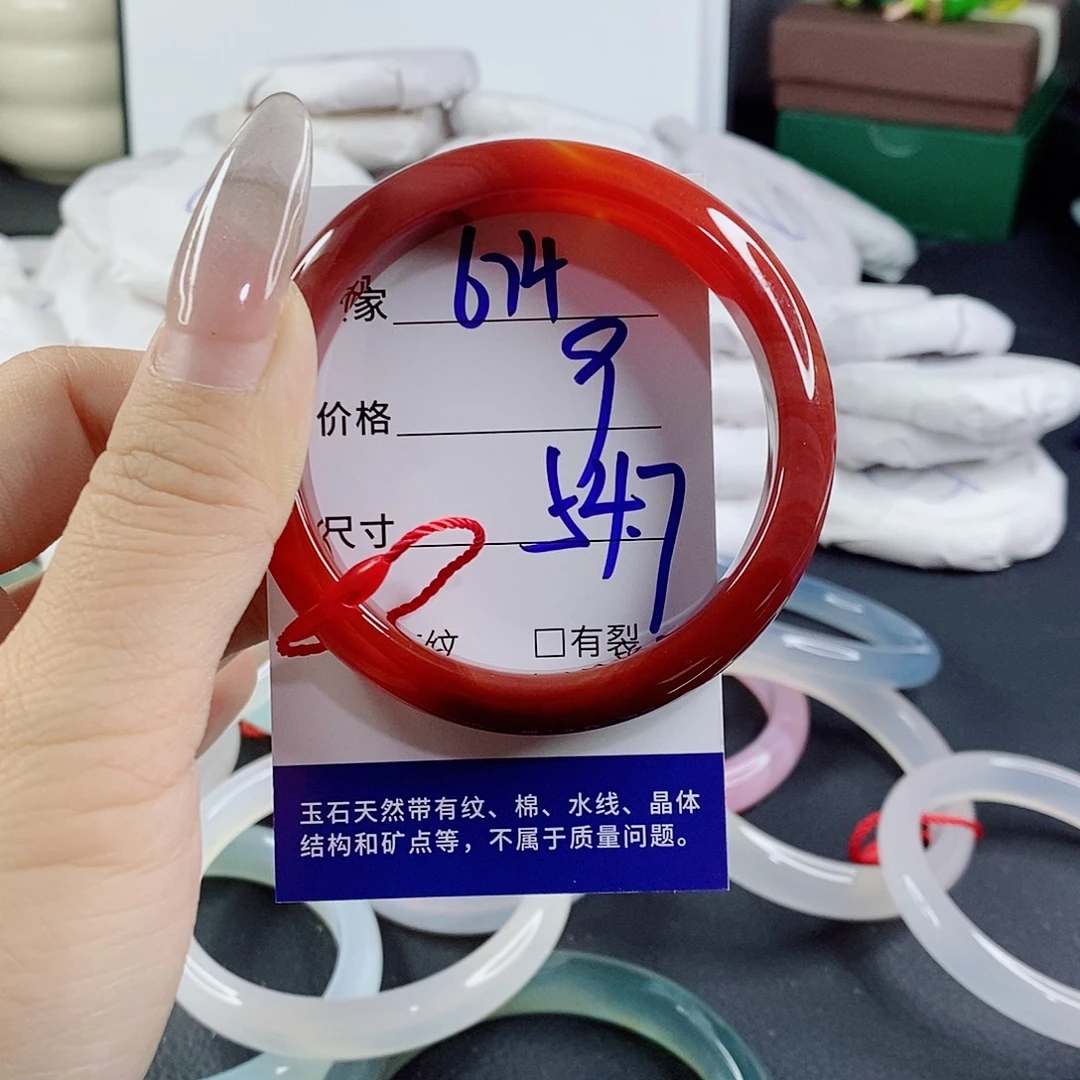 家 674
价格 9
尺寸 54.7
纹 □有裂
玉石天然带有纹、棉、水线、晶体
结构和矿点等，不属于质量问题。